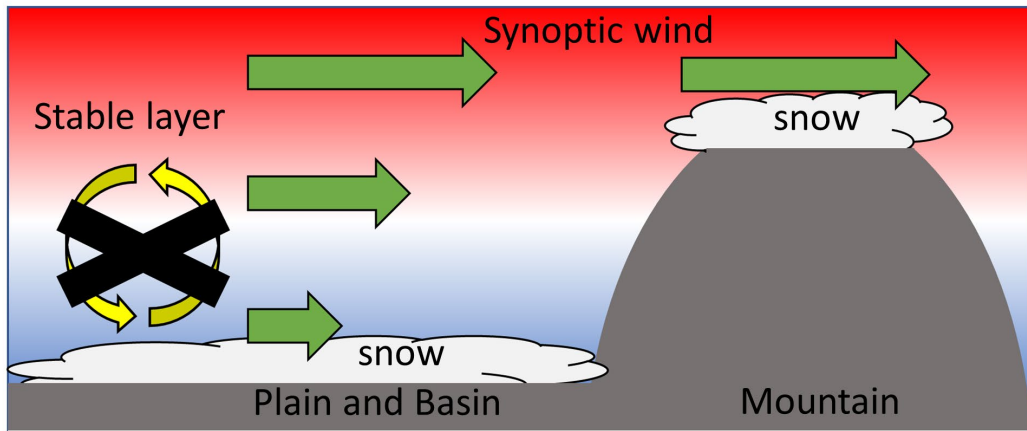 Synoptic wind
Stable layer
snow
snow
Plain and Basin
Mountain